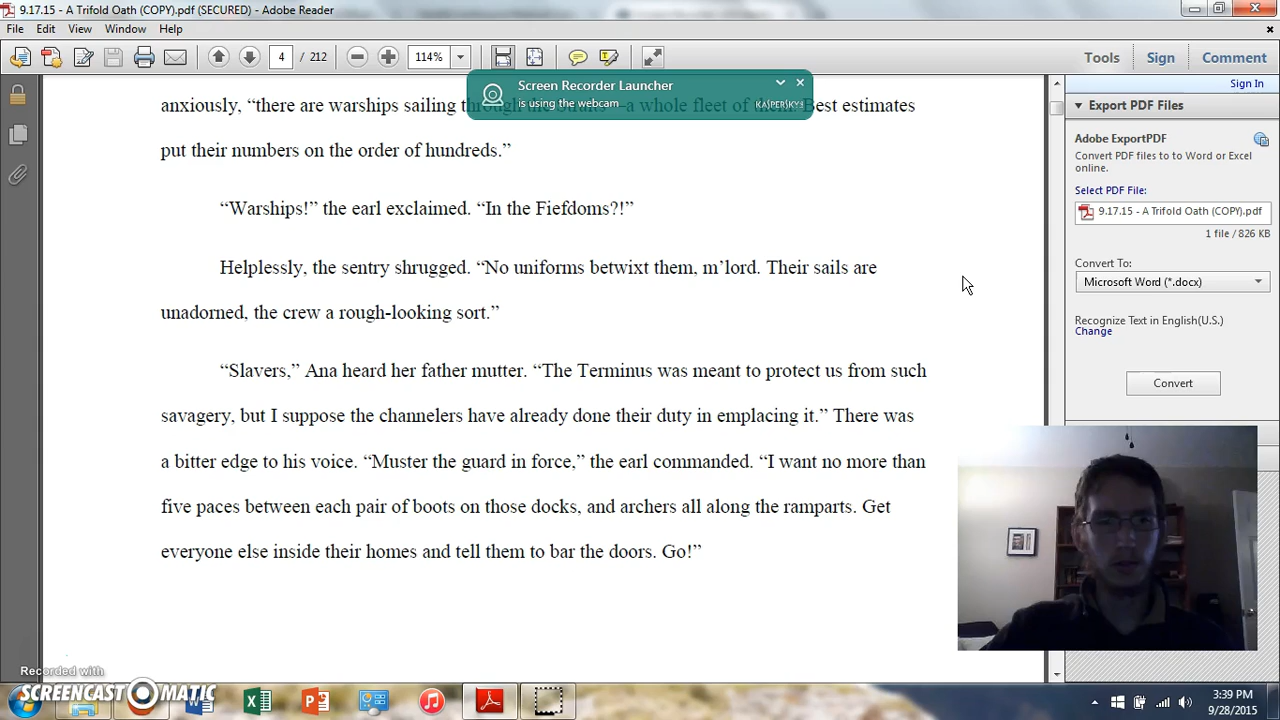 9.17.15 - A Trifold Oath (COPY).pdf (SECURED) - Adobe Reader
File Edit View Window Help
4 / 212 114% Tools Sign Comment
Screen Recorder Launcher
is using the webcam
KASPERSKY
Sign In
anxiously, “there are warships sailing through the straits—a whole fleet of them. Best estimates
put their numbers on the order of hundreds.”
“Warships!” the earl exclaimed. “In the Fiefdoms?!”
Helplessly, the sentry shrugged. “No uniforms betwixt them, m’lord. Their sails are
unadorned, the crew a rough-looking sort.”
“Slavers,” Ana heard her father mutter. “The Terminus was meant to protect us from such
savagery, but I suppose the channelers have already done their duty in emplacing it.” There was
a bitter edge to his voice. “Muster the guard in force,” the earl commanded. “I want no more than
five paces between each pair of boots on those docks, and archers all along the ramparts. Get
everyone else inside their homes and tell them to bar the doors. Go!”
Export PDF Files
Adobe ExportPDF
Convert PDF files to to Word or Excel
online.
Select PDF File:
9.17.15 - A Trifold Oath (COPY).pdf
1 file / 826 KB
Convert To:
Microsoft Word (*.docx)
Recognize Text in English(U.S.)
Change
Convert
Recorded with
SCREENCAST MATIC
3:39 PM
9/28/2015